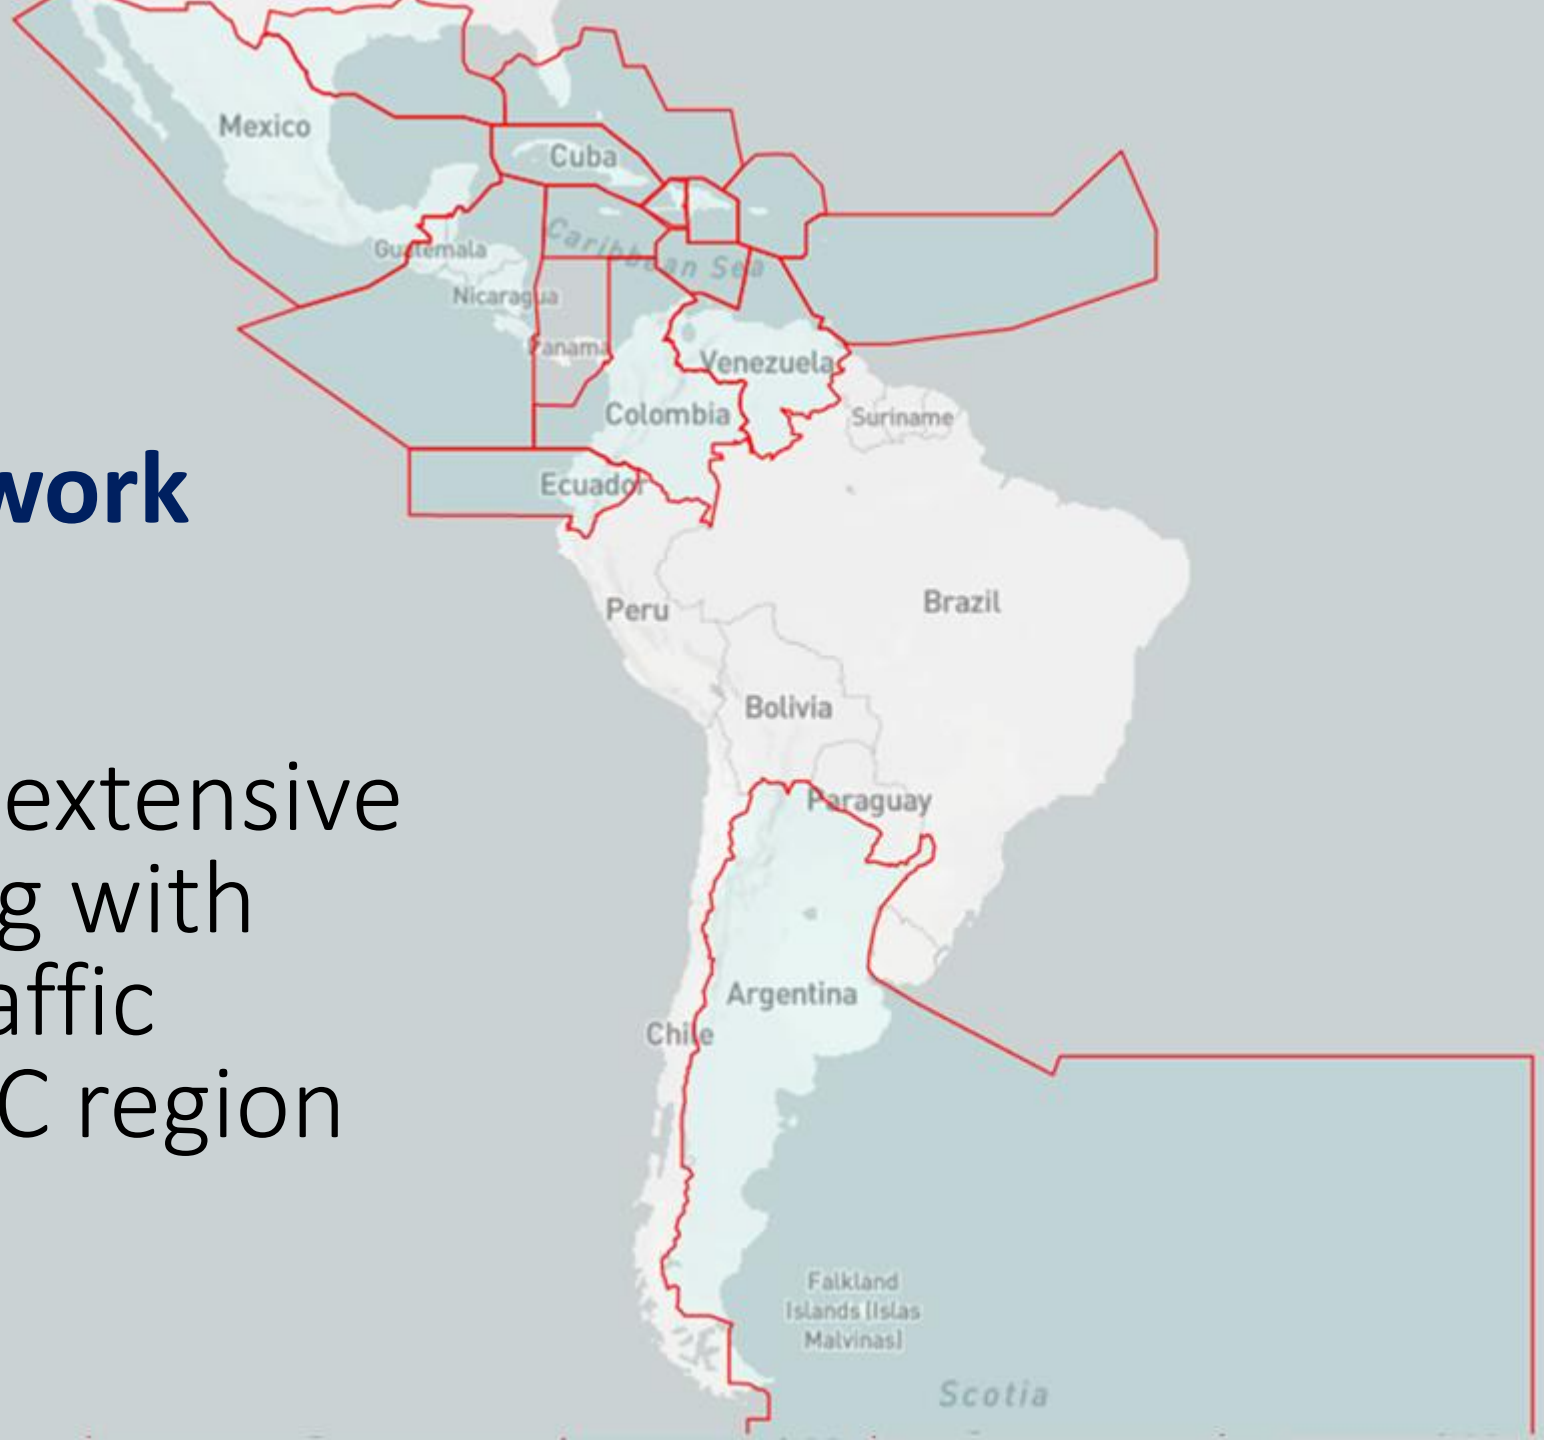 Mexico
Cuba
Caribbean Sea
Guatemala
Nicaragua
Panama
Venezuela
Colombia
Suriname
Ecuador
work
Brazil
Peru
Bolivia
extensive
Paraguay
g with
affic
Argentina
Chile
C region
Falkland
Islands (Islas
Malvinas)
Scotia